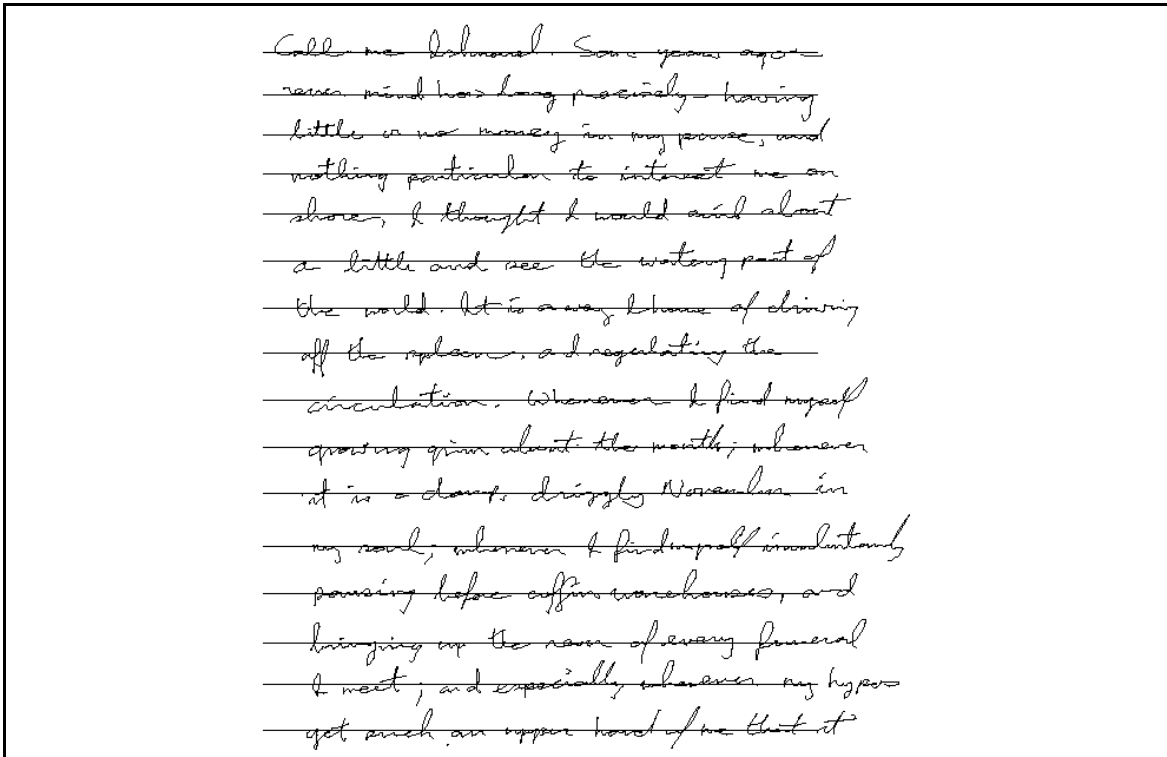 Call me Ishmael. Some years ago-
never mind how long precisely- having
little or no money in my purse, and
nothing particular to interest me on
shore, I thought I would sail about
a little and see the watery part of
the world. It is a way I have of driving
off the spleen, and regulating the
circulation. Whenever I find myself
growing grim about the mouth; whenever
it is a damp, drizzly November in
my soul; whenever I find myself involuntarily
pausing before coffin warehouses, and
bringing up the rear of every funeral
I meet; and especially whenever my hypos
get such an upper hand of me that it